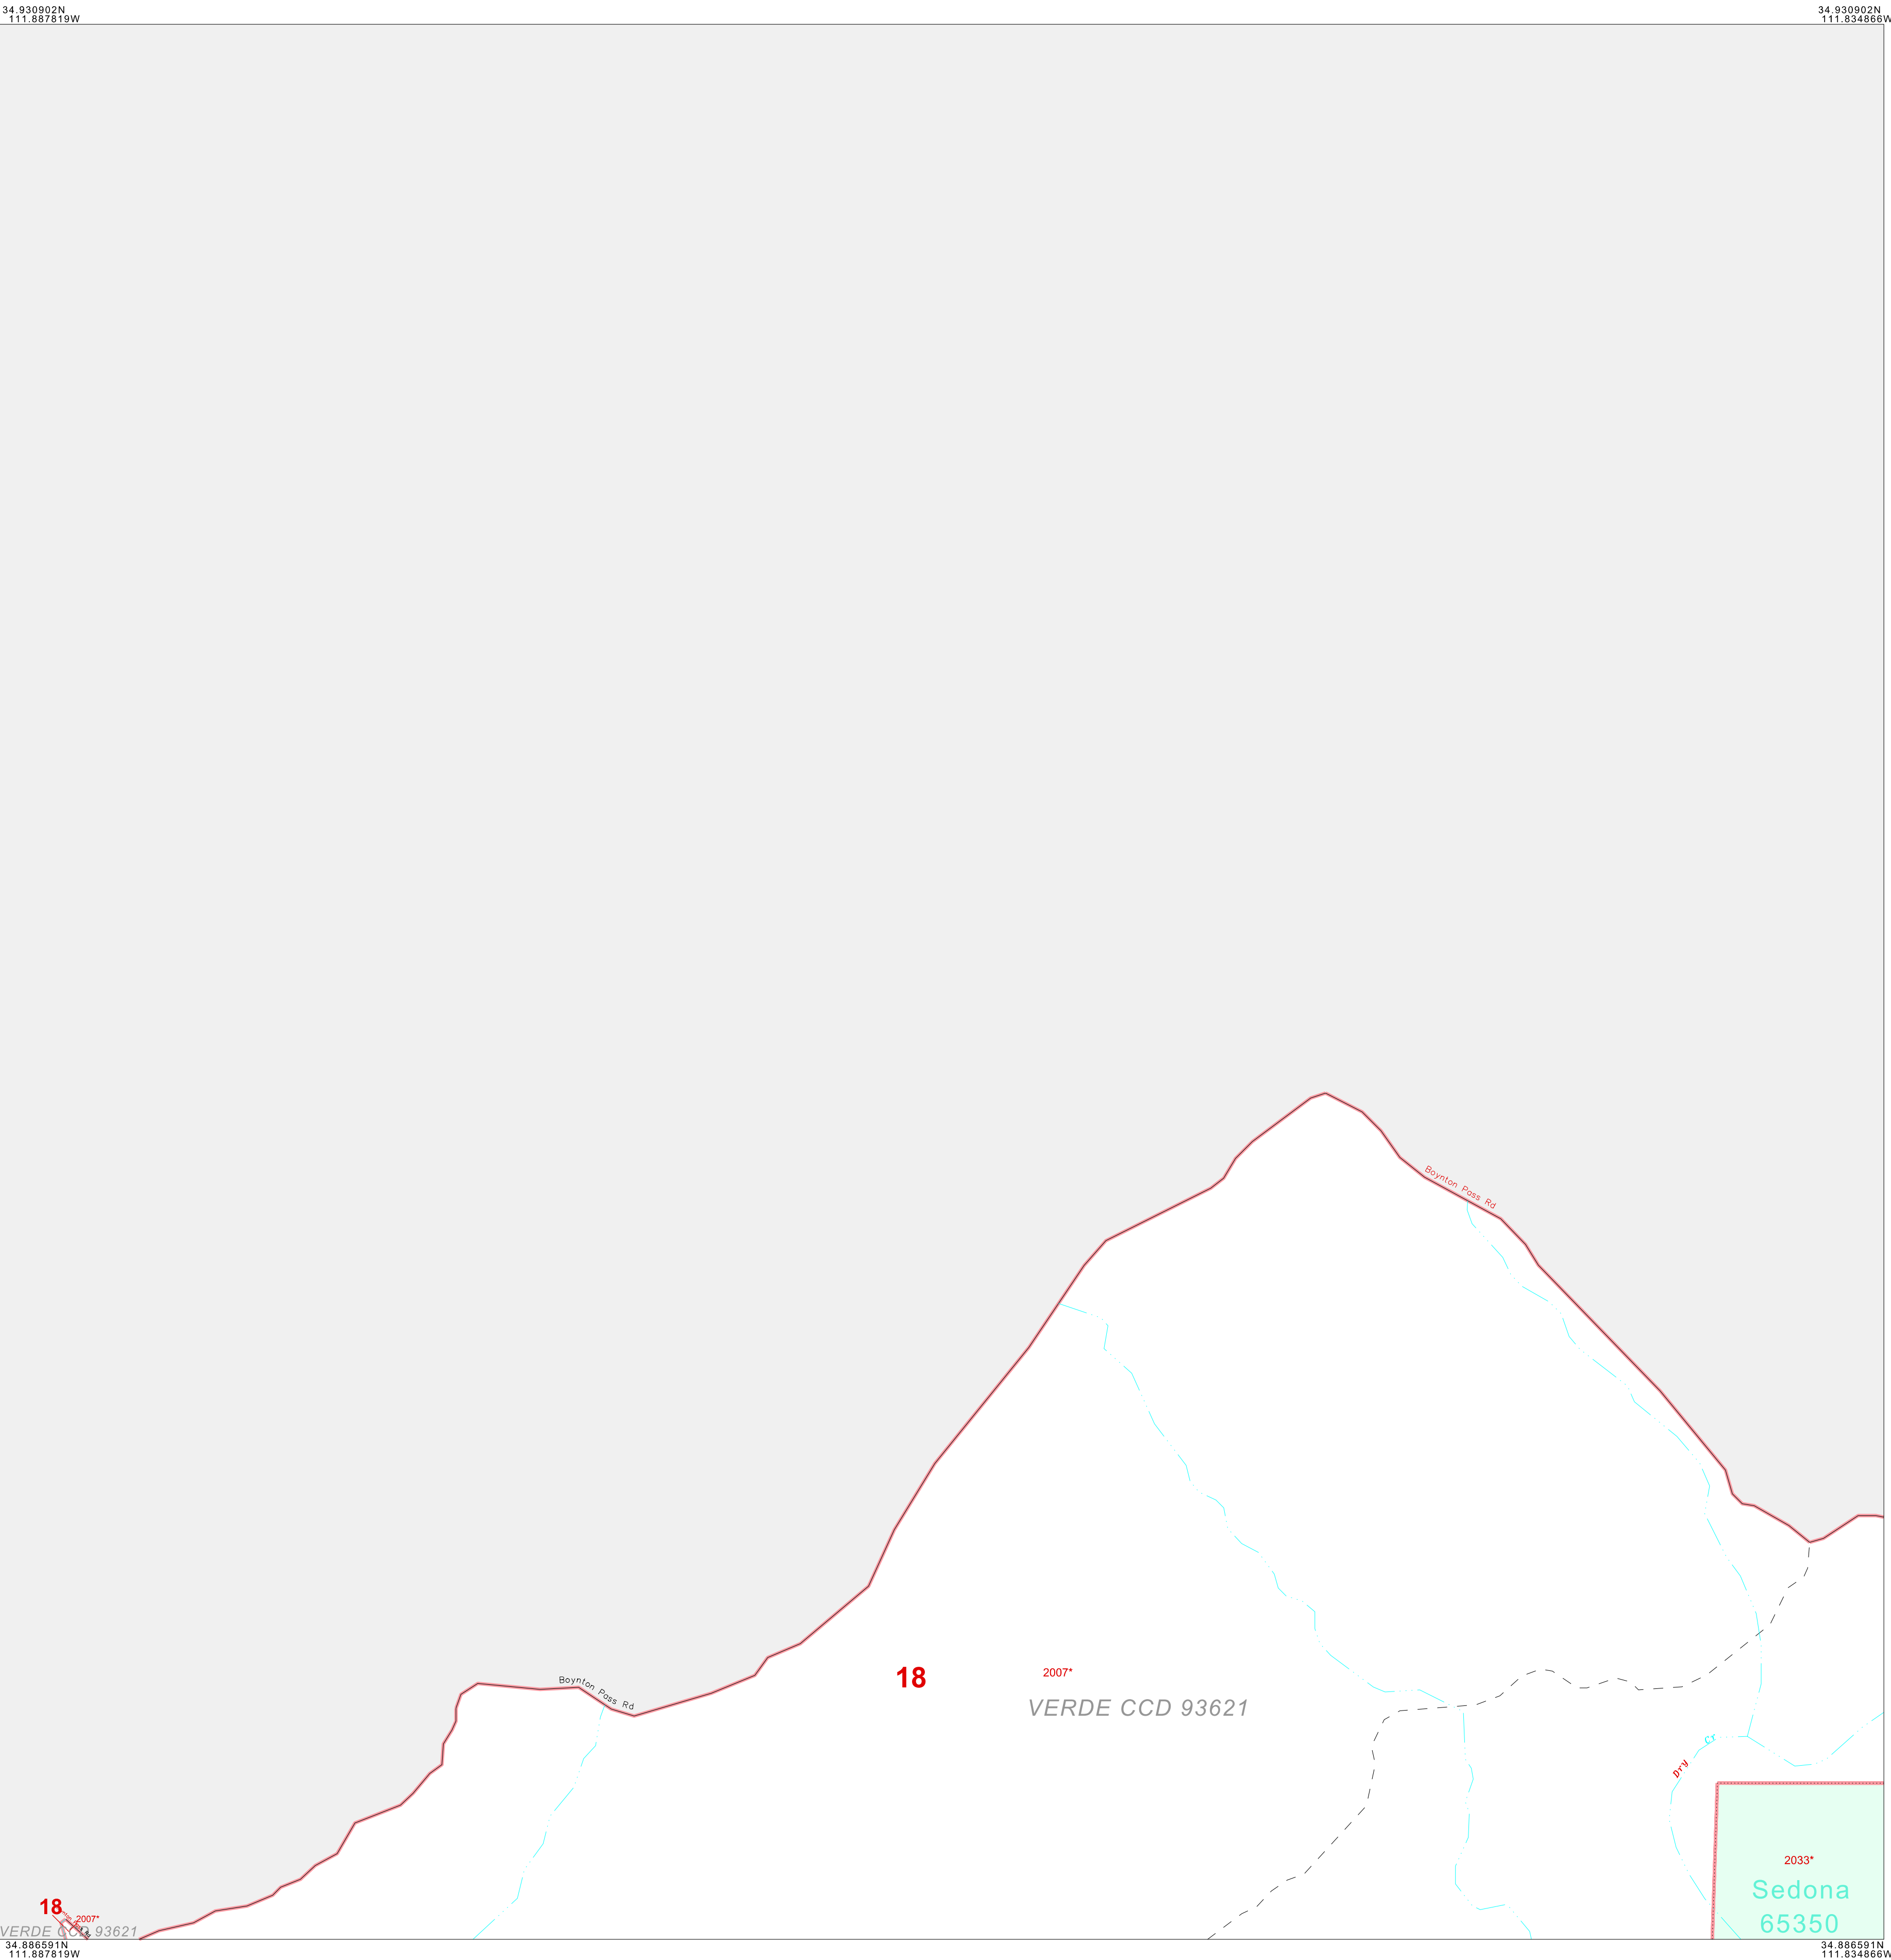 34.930902N
111.887819W
34.930902N
111.834866W
Boynton Pass Rd
Boynton Pass Rd
18
2007*
VERDE CCD 93621
Cr
Dry
2033*
Sedona
65350
18
2007*
VERDE CCD 93621
34.886591N
111.887819W
34.886591N
111.834866W